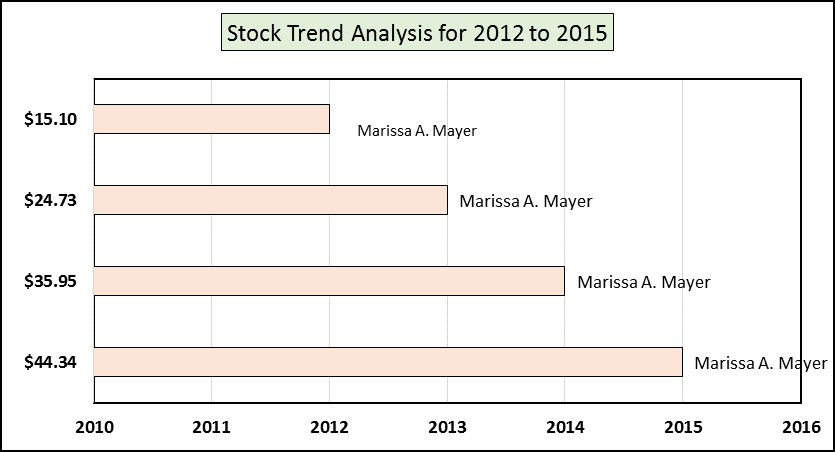 Stock Trend Analysis for 2012 to 2015
$15.10
Marissa A. Mayer
$24.73
Marissa A. Mayer
$35.95
Marissa A. Mayer
$44.34
Marissa A. Mayer
2010 2011 2012 2013 2014 2015 2016